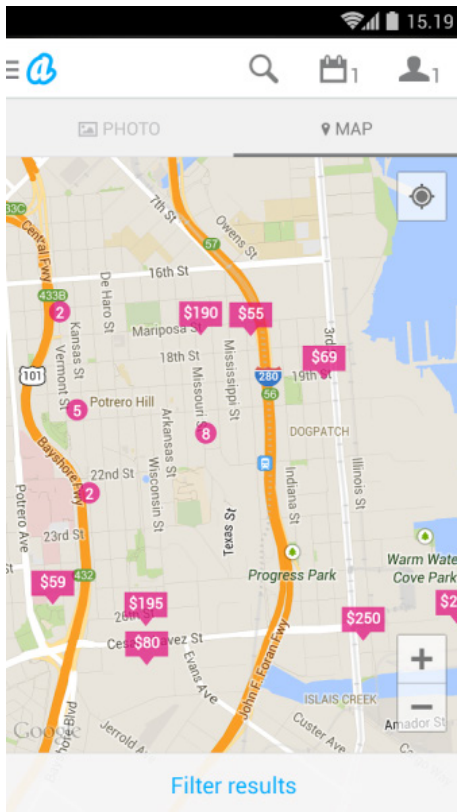 15.19
1
1
PHOTO
MAP
7th St
Owens St
Central Fwy
57
16th St
De Haro St
433B
2
$190
$55
Mariposa St
Kansas St
Vermont St
18th St
Missouri St
Mississippi St
3rd
$69
101
280
19th St
56
5
Potrero Hill
Arkansas St
8
DOGPATCH
Bayshore Fwy
22nd St
2
Wisconsin St
Indiana St
Illinois St
Potrero Ave
Texas St
23rd St
Progress Park
Warm Water
Cove Park
432
$59
$195
26th St
$250
$2
Cesar Chavez St
$80
Evans Ave
John F. Foran Fwy
+
−
ISLAIS CREEK
Custer Ave
Amador St
Google
Jerrold Ave
Filter results